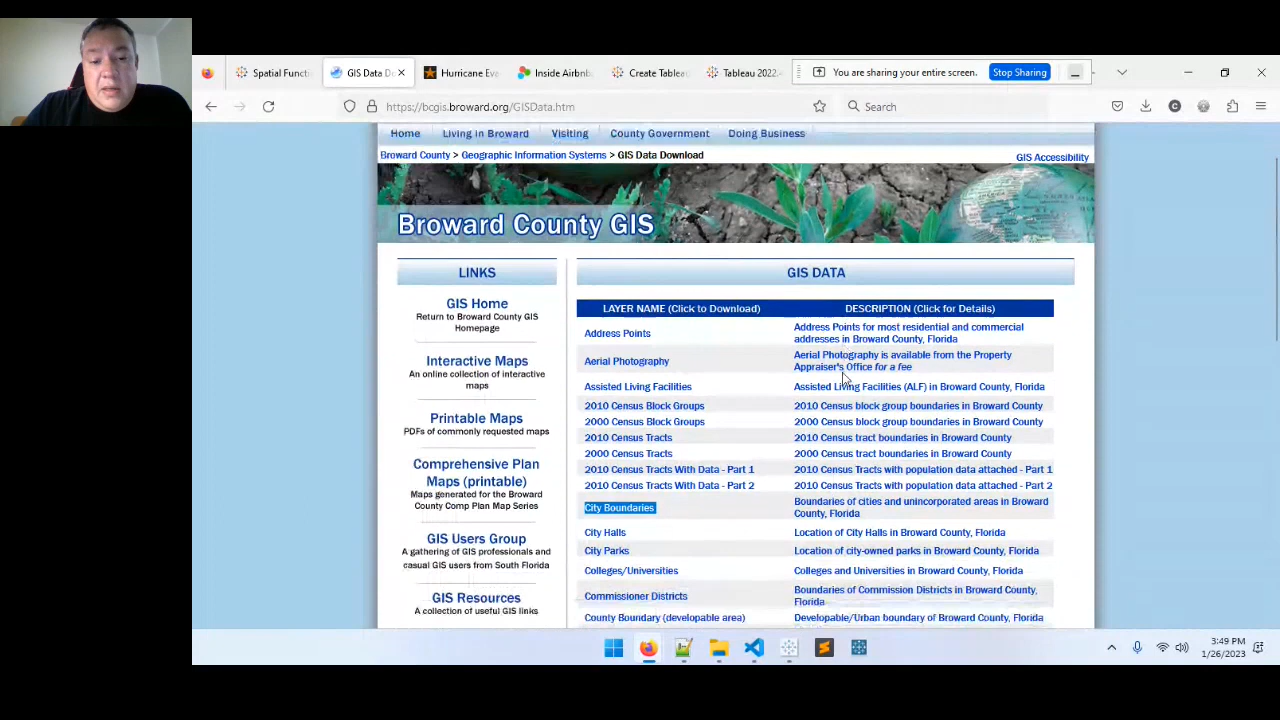 Spatial Functi
GIS Data Do
Hurricane Eva
Inside Airbnb
Create Tableau
Tableau 2022.
You are sharing your entire screen.
Stop Sharing
https://bcgis.broward.org/GISData.htm
Search
Home
Living in Broward
Visiting
County Government
Doing Business
Broward County > Geographic Information Systems > GIS Data Download
GIS Accessibility
Broward County GIS
LINKS
GIS Home
Return to Broward County GIS
Homepage
Interactive Maps
An online collection of interactive
maps
Printable Maps
PDFs of commonly requested maps
Comprehensive Plan
Maps (printable)
Maps generated for the Broward
County Comp Plan Map Series
GIS Users Group
A gathering of GIS professionals and
casual GIS users from South Florida
GIS Resources
A collection of useful GIS links
GIS DATA
LAYER NAME (Click to Download) DESCRIPTION (Click for Details)
Address Points
Address Points for most residential and commercial
addresses in Broward County, Florida
Aerial Photography
Aerial Photography is available from the Property
Appraiser's Office for a fee
Assisted Living Facilities Assisted Living Facilities (ALF) in Broward County, Florida
2010 Census Block Groups 2010 Census block group boundaries in Broward County
2000 Census Block Groups 2000 Census block group boundaries in Broward County
2010 Census Tracts 2010 Census tract boundaries in Broward County
2000 Census Tracts 2000 Census tract boundaries in Broward County
2010 Census Tracts With Data - Part 1 2010 Census Tracts with population data attached - Part 1
2010 Census Tracts With Data - Part 2 2010 Census Tracts with population data attached - Part 2
City Boundaries
Boundaries of cities and unincorporated areas in Broward
County, Florida
City Halls Location of City Halls in Broward County, Florida
City Parks Location of city-owned parks in Broward County, Florida
Colleges/Universities Colleges and Universities in Broward County, Florida
Commissioner Districts
Boundaries of Commission Districts in Broward County,
Florida
County Boundary (developable area) Developable/Urban boundary of Broward County, Florida
3:49 PM
1/26/2023